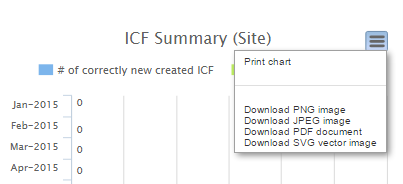 ICF Summary (Site)
# of correctly new created ICF
Print chart
Download PNG image
Download JPEG image
Download PDF document
Download SVG vector image
Jan-2015 0
Feb-2015 0
Mar-2015 0
Apr-2015 0